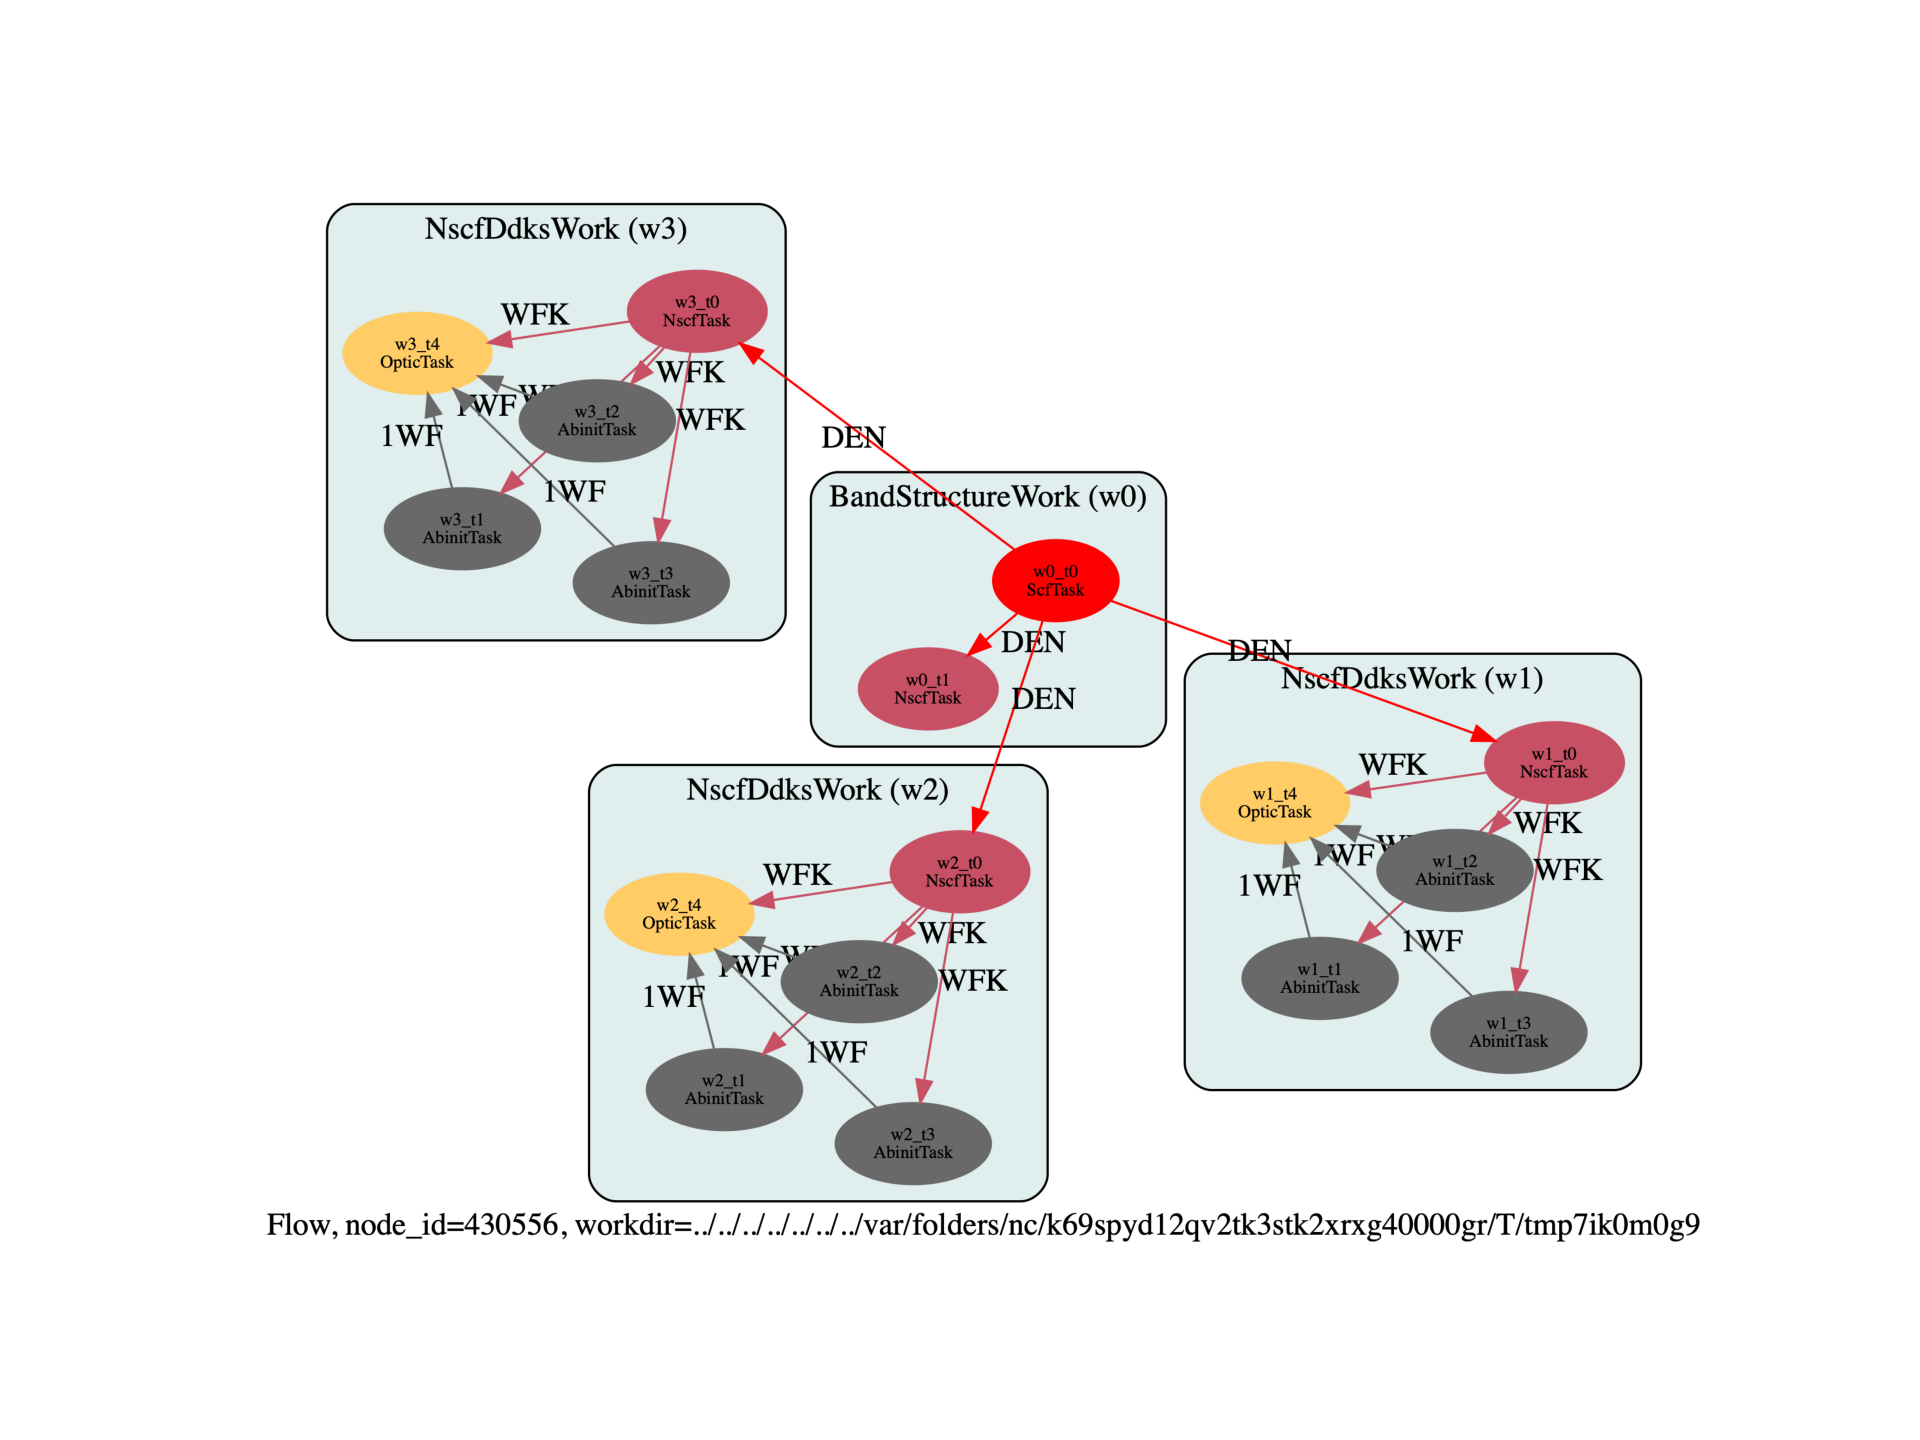 NscfDdksWork (w3)
w3_t0
NscfTask
WFK
w3_t4
OpticTask
WFK
1WF
w3_t2
AbinitTask
WFK
1WF
1WF
w3_t1
AbinitTask
w3_t3
AbinitTask
DEN
BandStructureWork (w0)
w0_t0
ScfTask
DEN
w0_t1
NscfTask
DEN
DEN
NscfDdksWork (w1)
w1_t0
NscfTask
WFK
w1_t4
OpticTask
WFK
1WF
w1_t2
AbinitTask
WFK
1WF
1WF
w1_t1
AbinitTask
w1_t3
AbinitTask
NscfDdksWork (w2)
w2_t0
NscfTask
WFK
w2_t4
OpticTask
WFK
1WF
w2_t2
AbinitTask
WFK
1WF
1WF
w2_t1
AbinitTask
w2_t3
AbinitTask
Flow, node_id=430556, workdir=../../../../../../../var/folders/nc/k69spyd12qv2tk3stk2xrxg40000gr/T/tmp7ik0m0g9